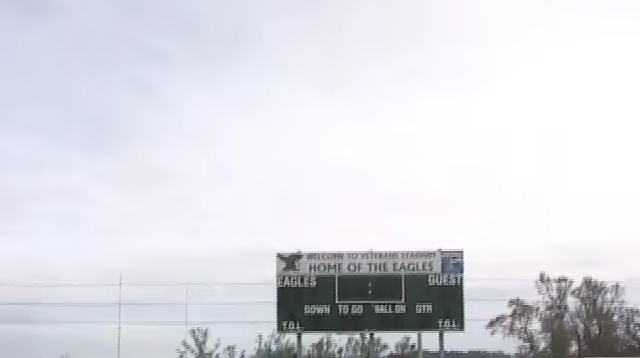 WELCOME TO VETERANS STADIUM
HOME OF THE EAGLES
EAGLES GUEST
DOWN TO GO BALL ON QTR
T.O.L. T.O.L.